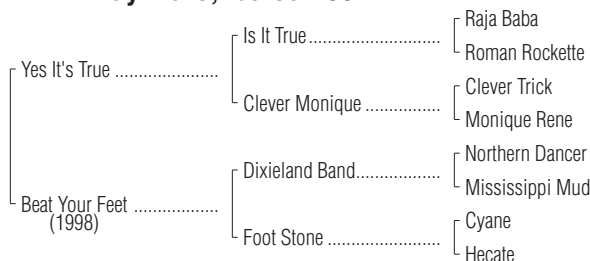 Raja Baba
Is It True
Roman Rockette
Yes It's True
Clever Trick
Clever Monique
Monique Rene
Northern Dancer
Dixieland Band
Mississippi Mud
Beat Your Feet
(1998)
Cyane
Foot Stone
Hecate